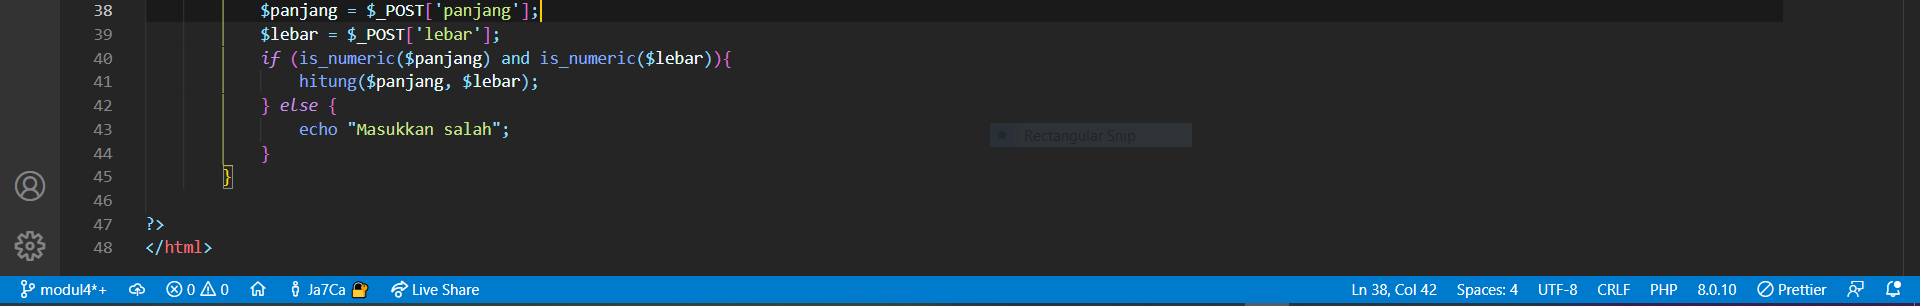 38 $panjang = $_POST['panjang'];
39 $lebar = $_POST['lebar'];
40 if (is_numeric($panjang) and is_numeric($lebar)){
41 hitung($panjang, $lebar);
42 } else {
43 echo "Masukkan salah";
44 }
45 }
46
47 ?>
48 </html>
Rectangular Snip
modul4*+ 0 0 Ja7Ca Live Share Ln 38, Col 42 Spaces: 4 UTF-8 CRLF PHP 8.0.10 Prettier